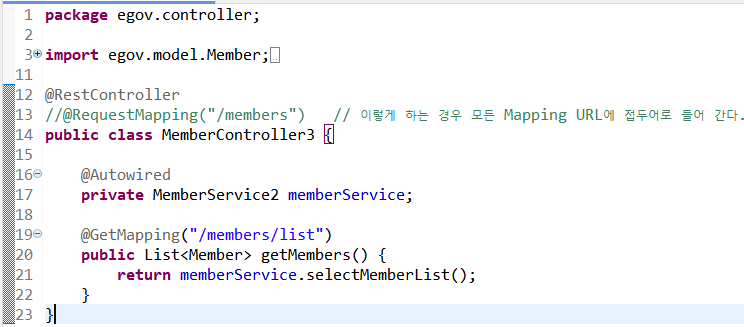 1 package egov.controller;
2
3 import egov.model.Member;
11
12 @RestController
13 //@RequestMapping("/members")   // 이렇게 하는 경우 모든 Mapping URL에 접두어로 들어 간다.
14 public class MemberController3 {
15
16     @Autowired
17     private MemberService2 memberService;
18
19     @GetMapping("/members/list")
20     public List<Member> getMembers() {
21         return memberService.selectMemberList();
22     }
23 }